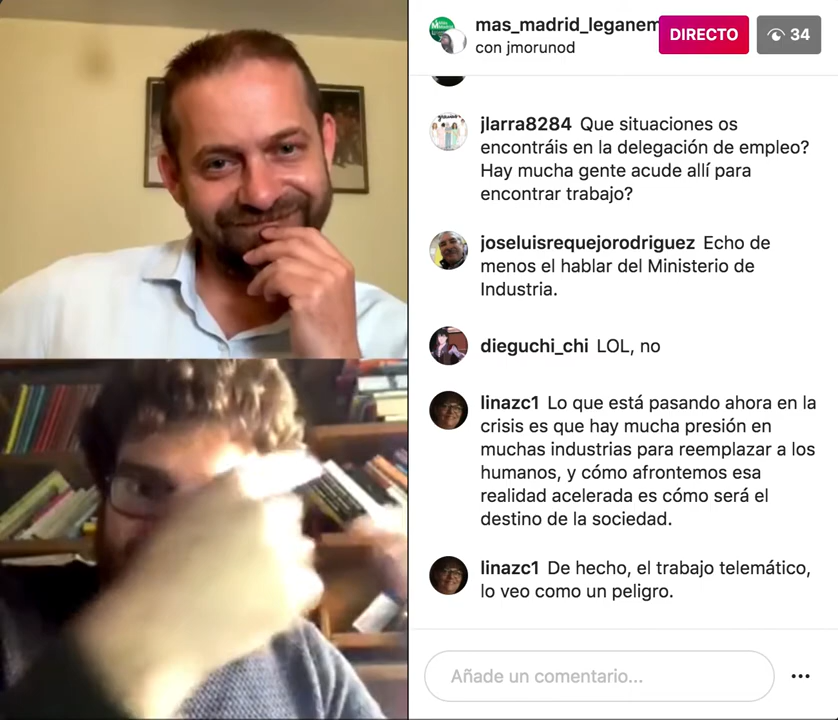 mas_madrid_leganem
con jmorunod
DIRECTO
34
jlarra8284 Que situaciones os
encontráis en la delegación de empleo?
Hay mucha gente acude allí para
encontrar trabajo?
joseluisrequejorodriguez Echo de
menos el hablar del Ministerio de
Industria.
dieguchi_chi LOL, no
linazc1 Lo que está pasando ahora en la
crisis es que hay mucha presión en
muchas industrias para reemplazar a los
humanos, y cómo afrontemos esa
realidad acelerada es cómo será el
destino de la sociedad.
linazc1 De hecho, el trabajo telemático,
lo veo como un peligro.
Añade un comentario...